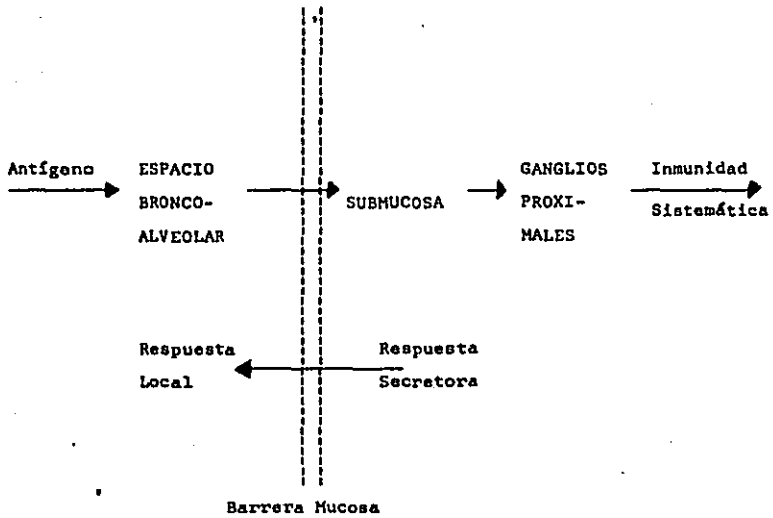 Antígeno
ESPACIO
BRONCO-
ALVEOLAR
SUBMUCOSA
GANGLIOS
PROXI-
MALES
Inmunidad
Sistemática
Respuesta
Local
Respuesta
Secretora
Barrera Mucosa